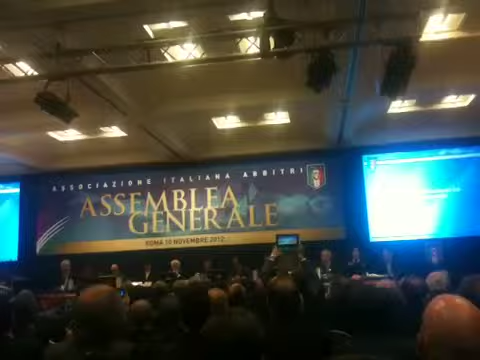 ASSOCIAZIONE ITALIANA ARBITRI
ASSEMBLEA
GENERALE
ROMA 10 NOVEMBRE 2012